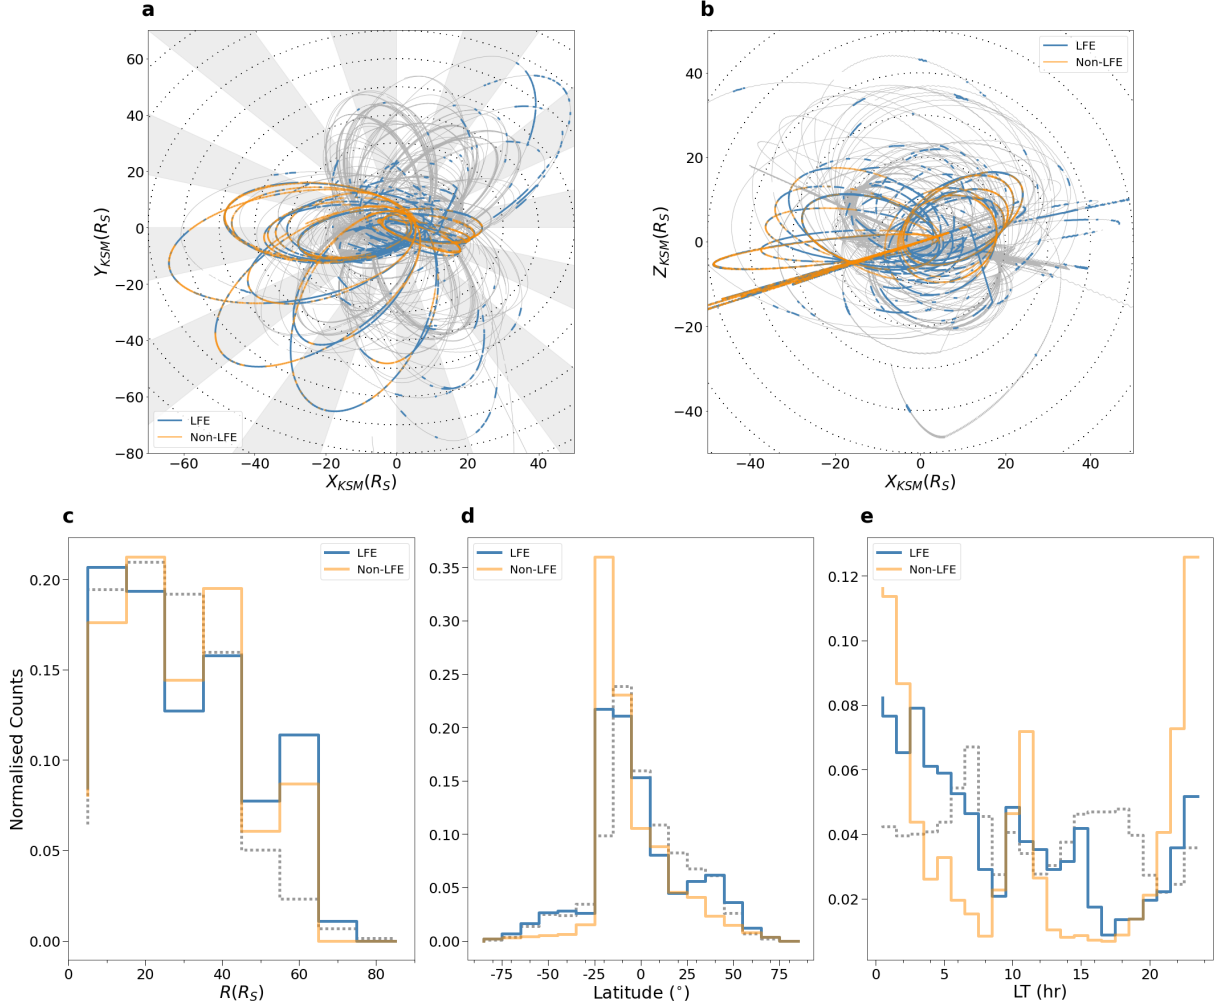 a
b
60
40
20
0
−20
−40
−60
−80
Y_KSM(R_S)
LFE
Non-LFE
−60
−40
−20
0
20
40
X_KSM(R_S)
40
20
0
−20
−40
Z_KSM(R_S)
LFE
Non-LFE
−40
−20
0
20
40
X_KSM(R_S)
c
d
e
Normalised Counts
0.20
0.15
0.10
0.05
0.00
LFE
Non-LFE
0
20
40
60
80
R(R_S)
0.35
0.30
0.25
0.20
0.15
0.10
0.05
0.00
LFE
Non-LFE
-75
-50
-25
0
25
50
75
Latitude (°)
0.12
0.10
0.08
0.06
0.04
0.02
LFE
Non-LFE
0
5
10
15
20
LT (hr)